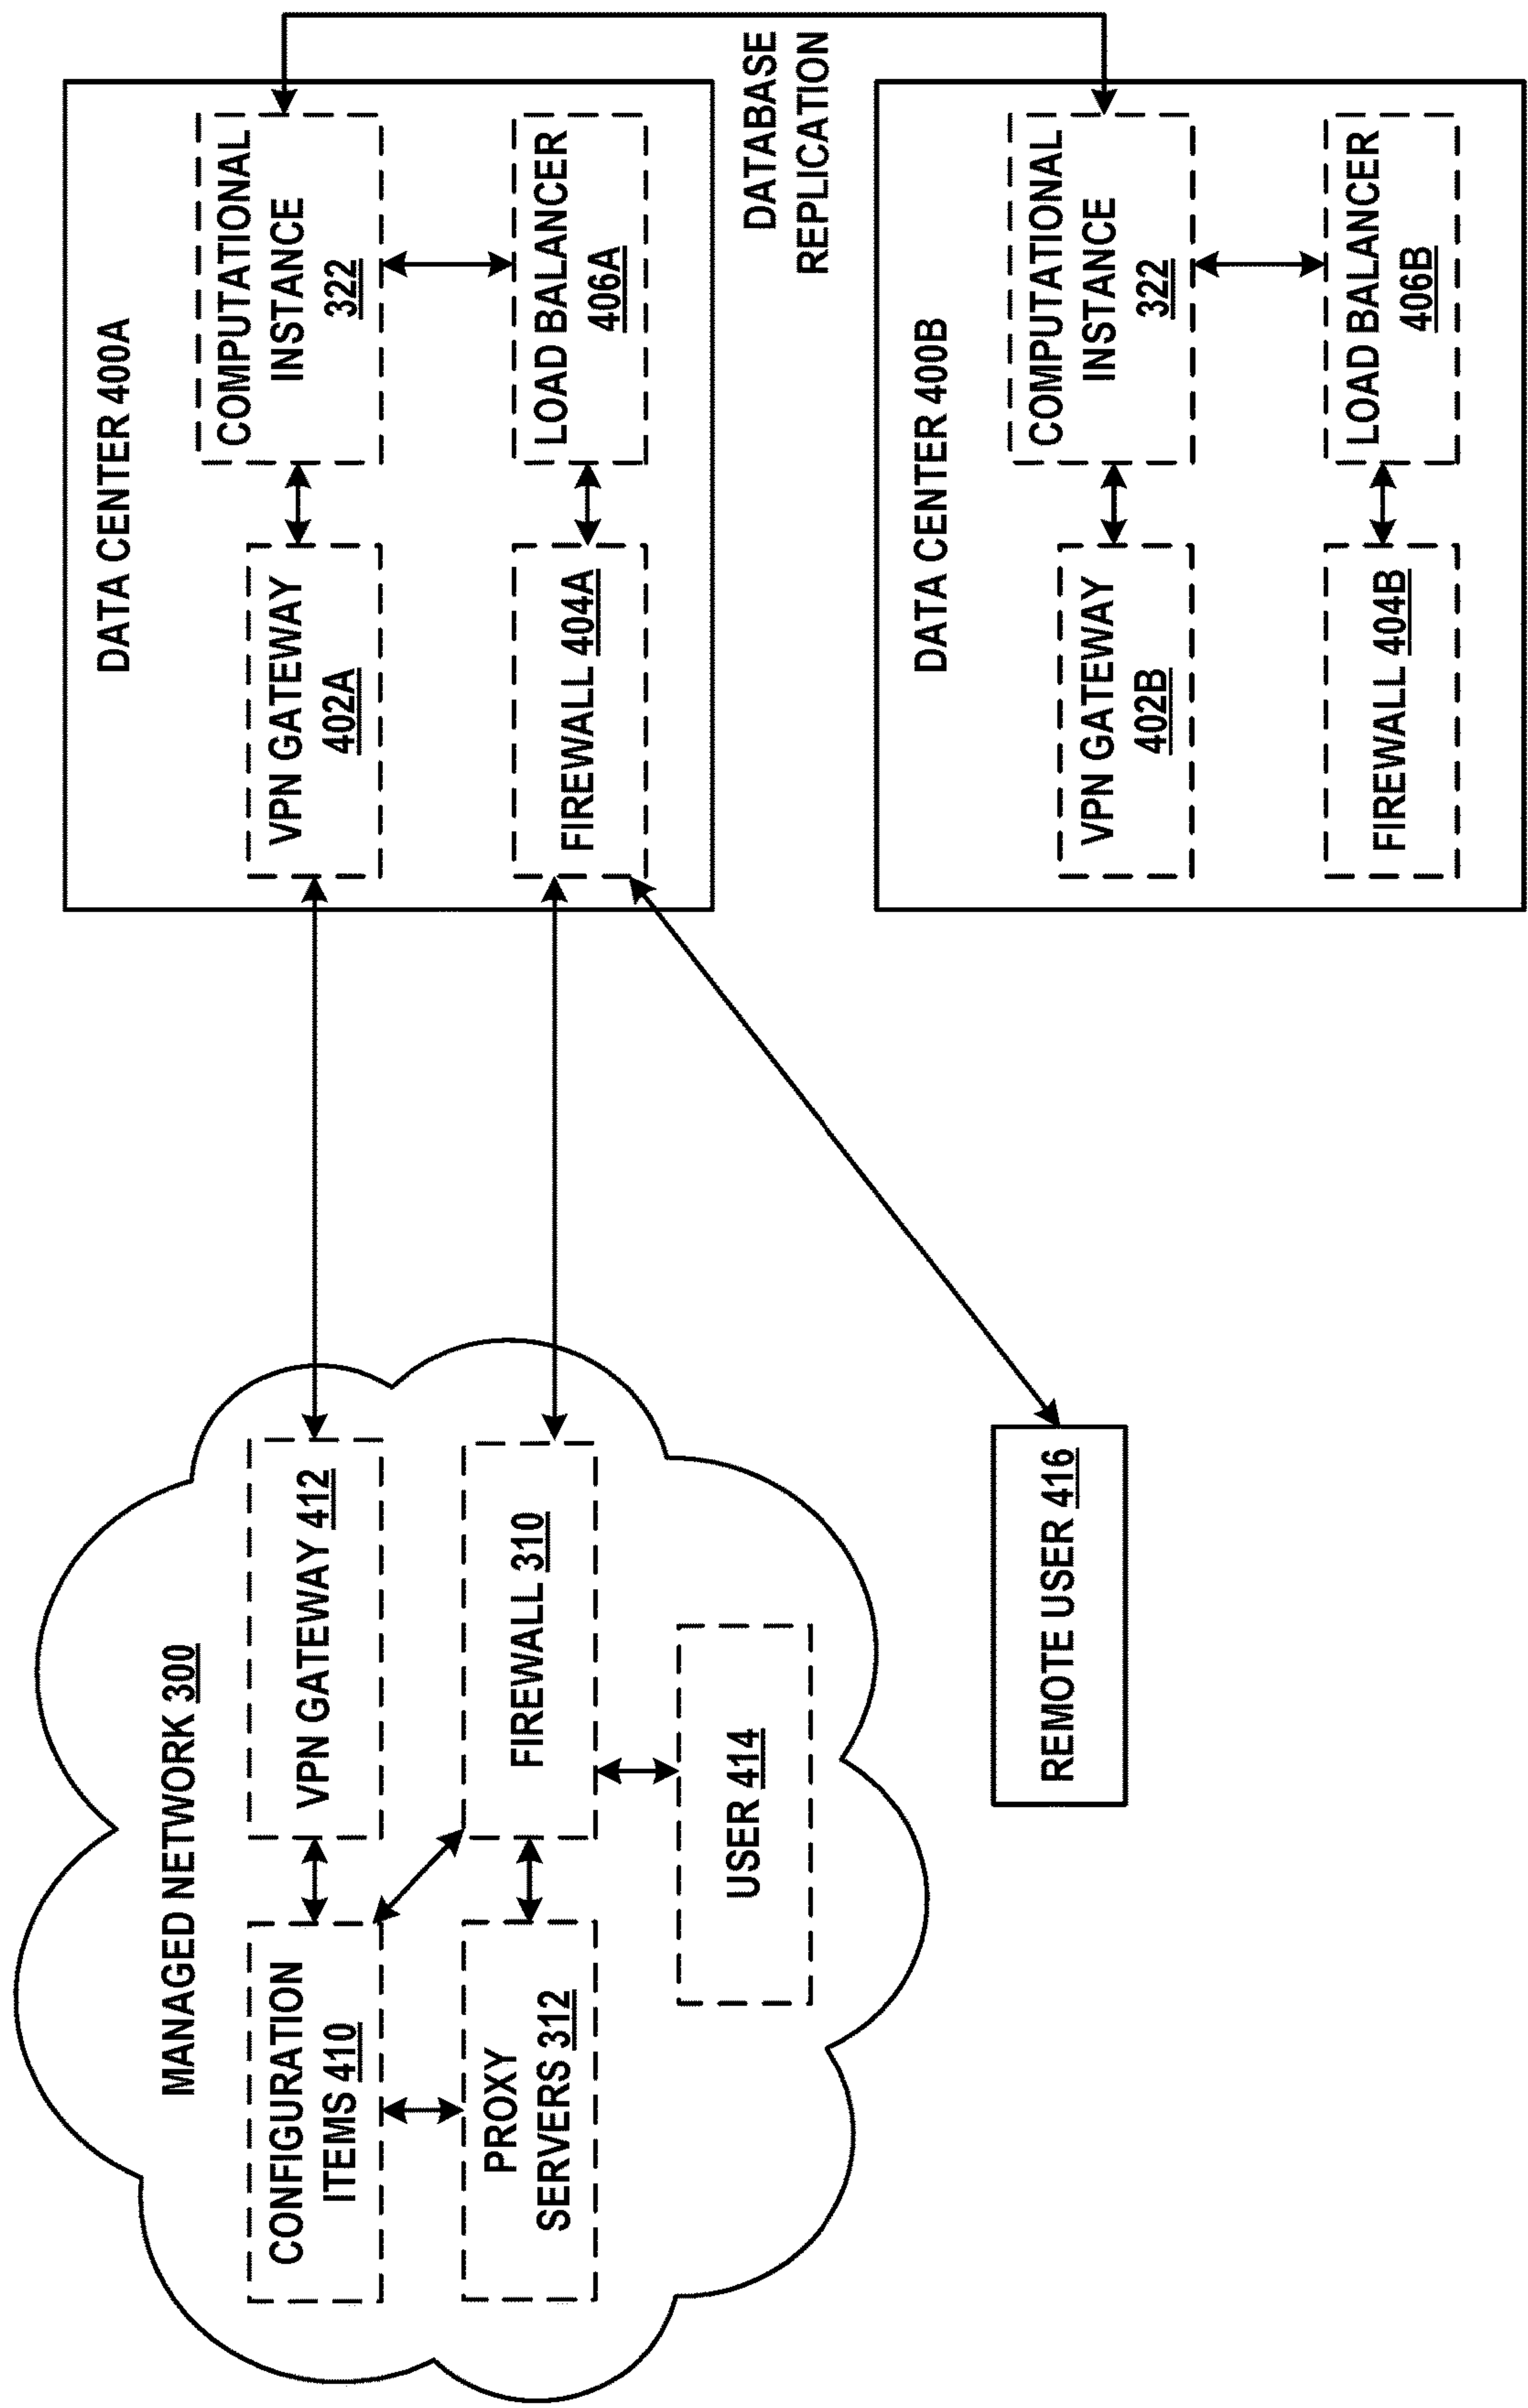 MANAGED NETWORK 300
CONFIGURATION
ITEMS 410
VPN GATEWAY 412
PROXY
SERVERS 312
FIREWALL 310
USER 414
REMOTE USER 416
DATA CENTER 400A
VPN GATEWAY
402A
COMPUTATIONAL
INSTANCE
322
FIREWALL 404A
LOAD BALANCER
406A
DATABASE
REPLICATION
DATA CENTER 400B
VPN GATEWAY
402B
COMPUTATIONAL
INSTANCE
322
FIREWALL 404B
LOAD BALANCER
406B